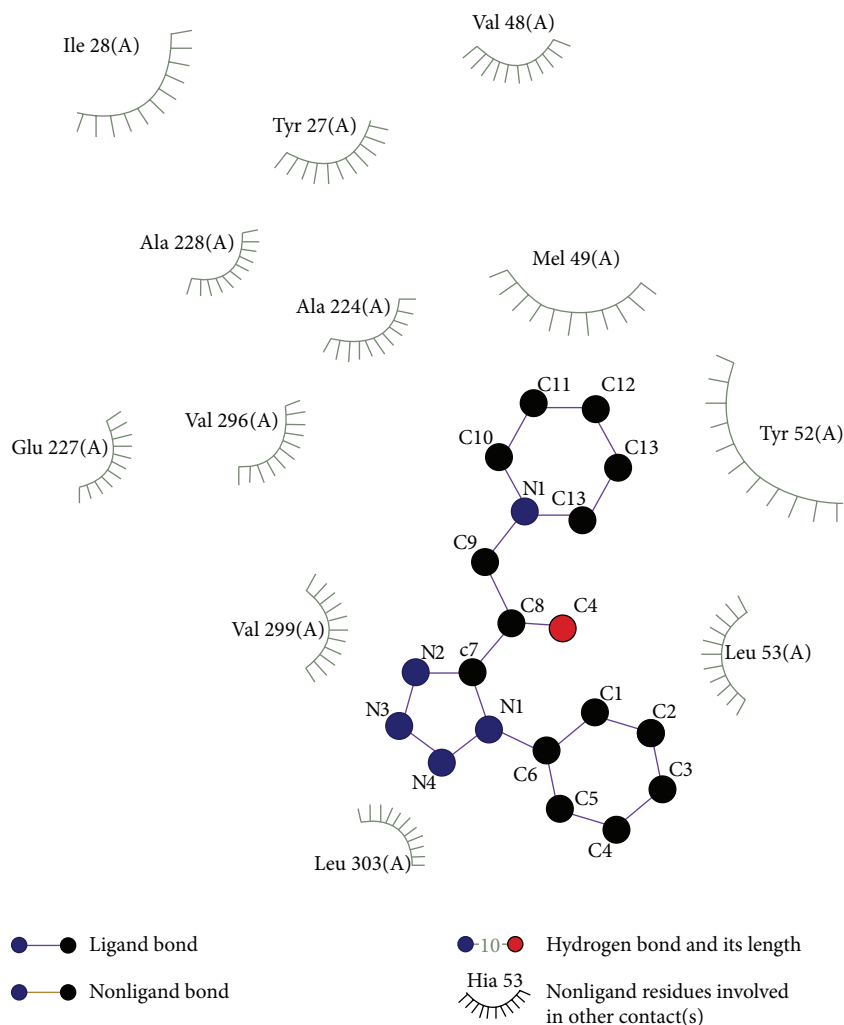 Val 48(A)
Ile 28(A)
Tyr 27(A)
Ala 228(A)
Mel 49(A)
Ala 224(A)
C11
C12
Val 296(A)
Tyr 52(A)
Glu 227(A)
C10
C13
N1
C13
C9
C8
C4
Val 299(A)
N2
c7
Leu 53(A)
C1
N3
N1
C2
C6
C3
N4
C5
C4
Leu 303(A)
Ligand bond
10
Hydrogen bond and its length
Nonligand bond
Hia 53
Nonligand residues involved
in other contact(s)